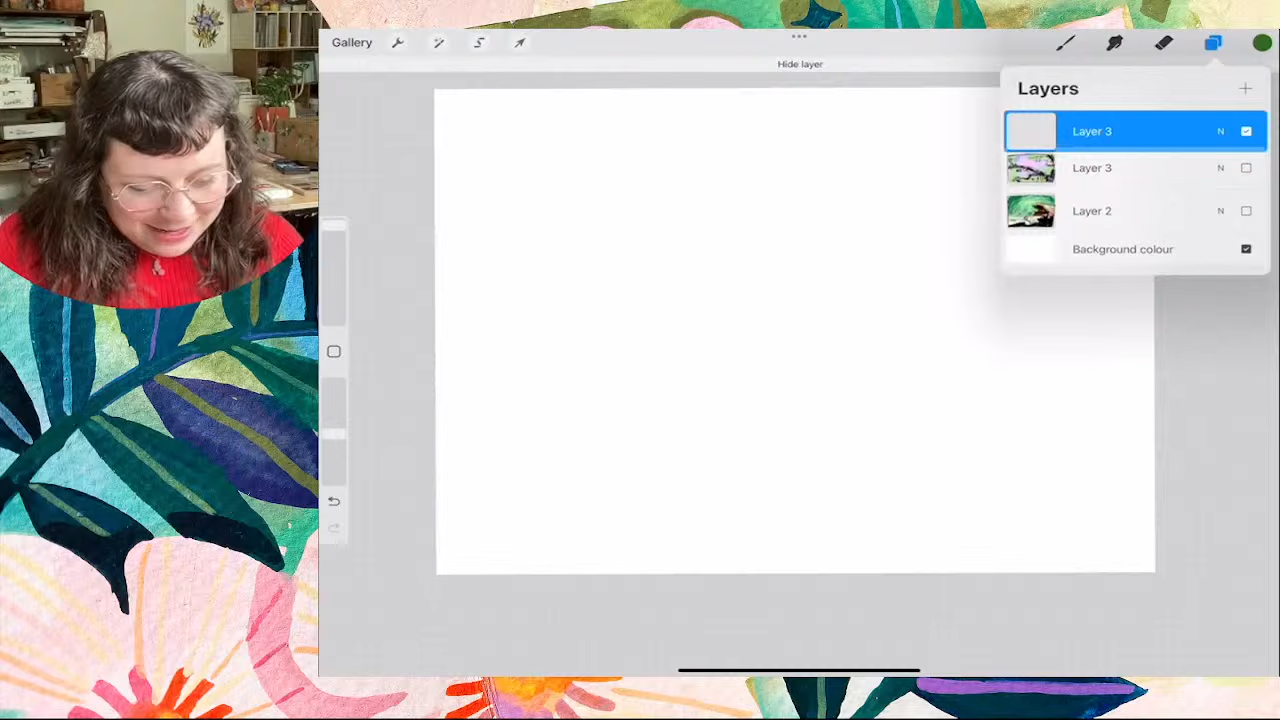 Gallery
Hide layer
Layers
Layer 3 N
Layer 3 N
Layer 2 N
Background colour